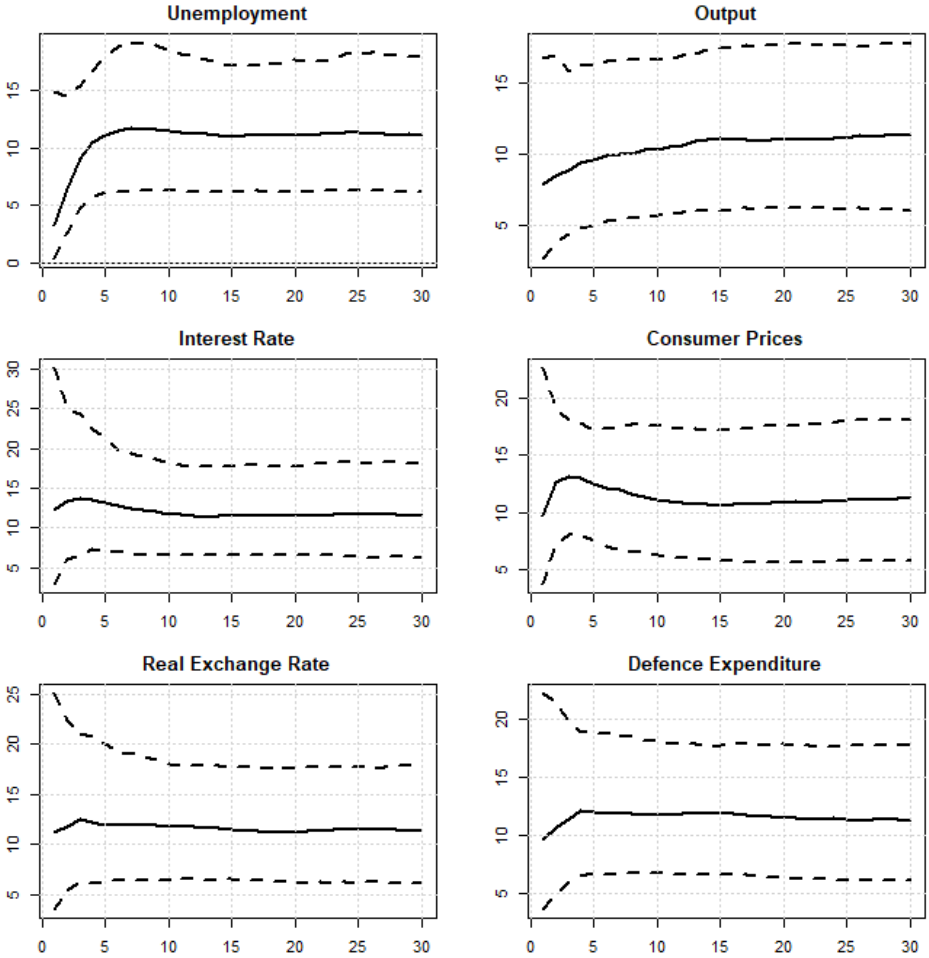 Unemployment
15
10
5
0
0 5 10 15 20 25 30
Output
15
10
5
0 5 10 15 20 25 30
Interest Rate
30
25
20
15
10
5
0 5 10 15 20 25 30
Consumer Prices
20
15
10
5
0 5 10 15 20 25 30
Real Exchange Rate
25
20
15
10
5
0 5 10 15 20 25 30
Defence Expenditure
20
15
10
5
0 5 10 15 20 25 30